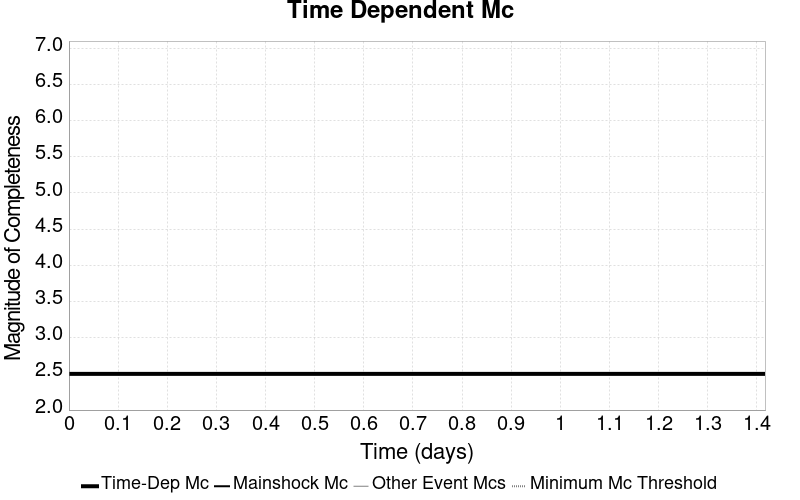 Time Dependent Mc
Magnitude of Completeness
7.0
6.5
6.0
5.5
5.0
4.5
4.0
3.5
3.0
2.5
2.0
0 0.1 0.2 0.3 0.4 0.5 0.6 0.7 0.8 0.9 1 1.1 1.2 1.3 1.4
Time (days)
Time-Dep Mc Mainshock Mc Other Event Mcs Minimum Mc Threshold